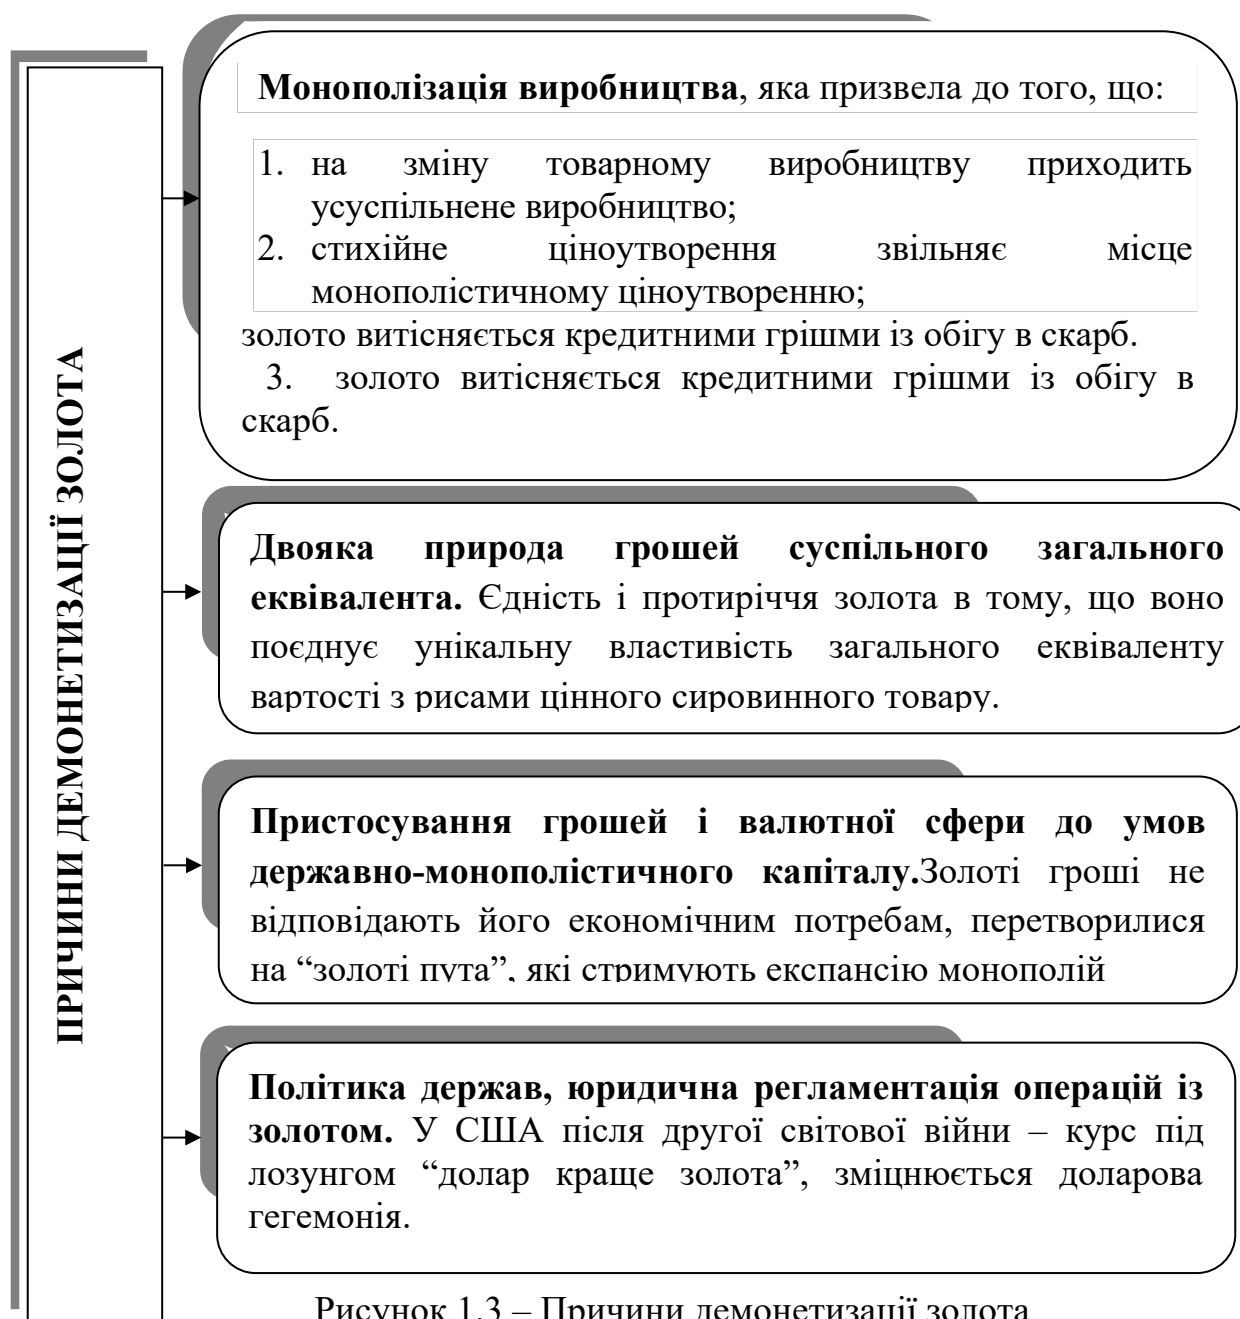 ПРИЧИНИ ДЕМОНЕТИЗАЦІЇ ЗОЛОТА
Монополізація виробництва, яка призвела до того, що:
1. на зміну товарному виробництву приходить
усуспільнене виробництво;
2. стихійне ціноутворення звільняє місце
монополістичному ціноутворенню;
золото витісняється кредитними грішми із обігу в скарб.
3. золото витісняється кредитними грішми із обігу в
скарб.
Двояка природа грошей суспільного загального
еквівалента. Єдність і протиріччя золота в тому, що воно
поєднує унікальну властивість загального еквіваленту
вартості з рисами цінного сировинного товару.
Пристосування грошей і валютної сфери до умов
державно-монополістичного капіталу.Золоті гроші не
відповідають його економічним потребам, перетворилися
на “золоті пута”, які стримують експансію монополій
Політика держав, юридична регламентація операцій із
золотом. У США після другої світової війни – курс під
лозунгом “долар краще золота”, зміцнюється доларова
гегемонія.
Рисунок 1.3 – Причини демонетизації золота